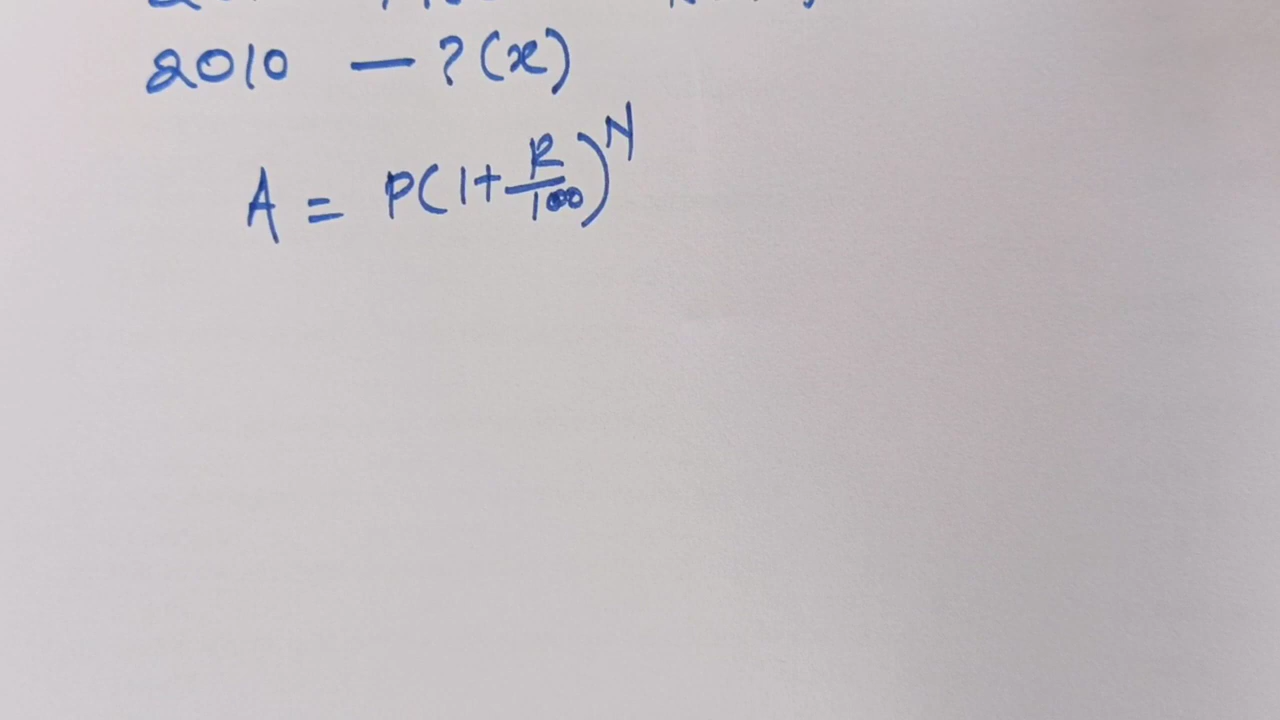 2010 — ? (x)
A = P(1+R/100)^N